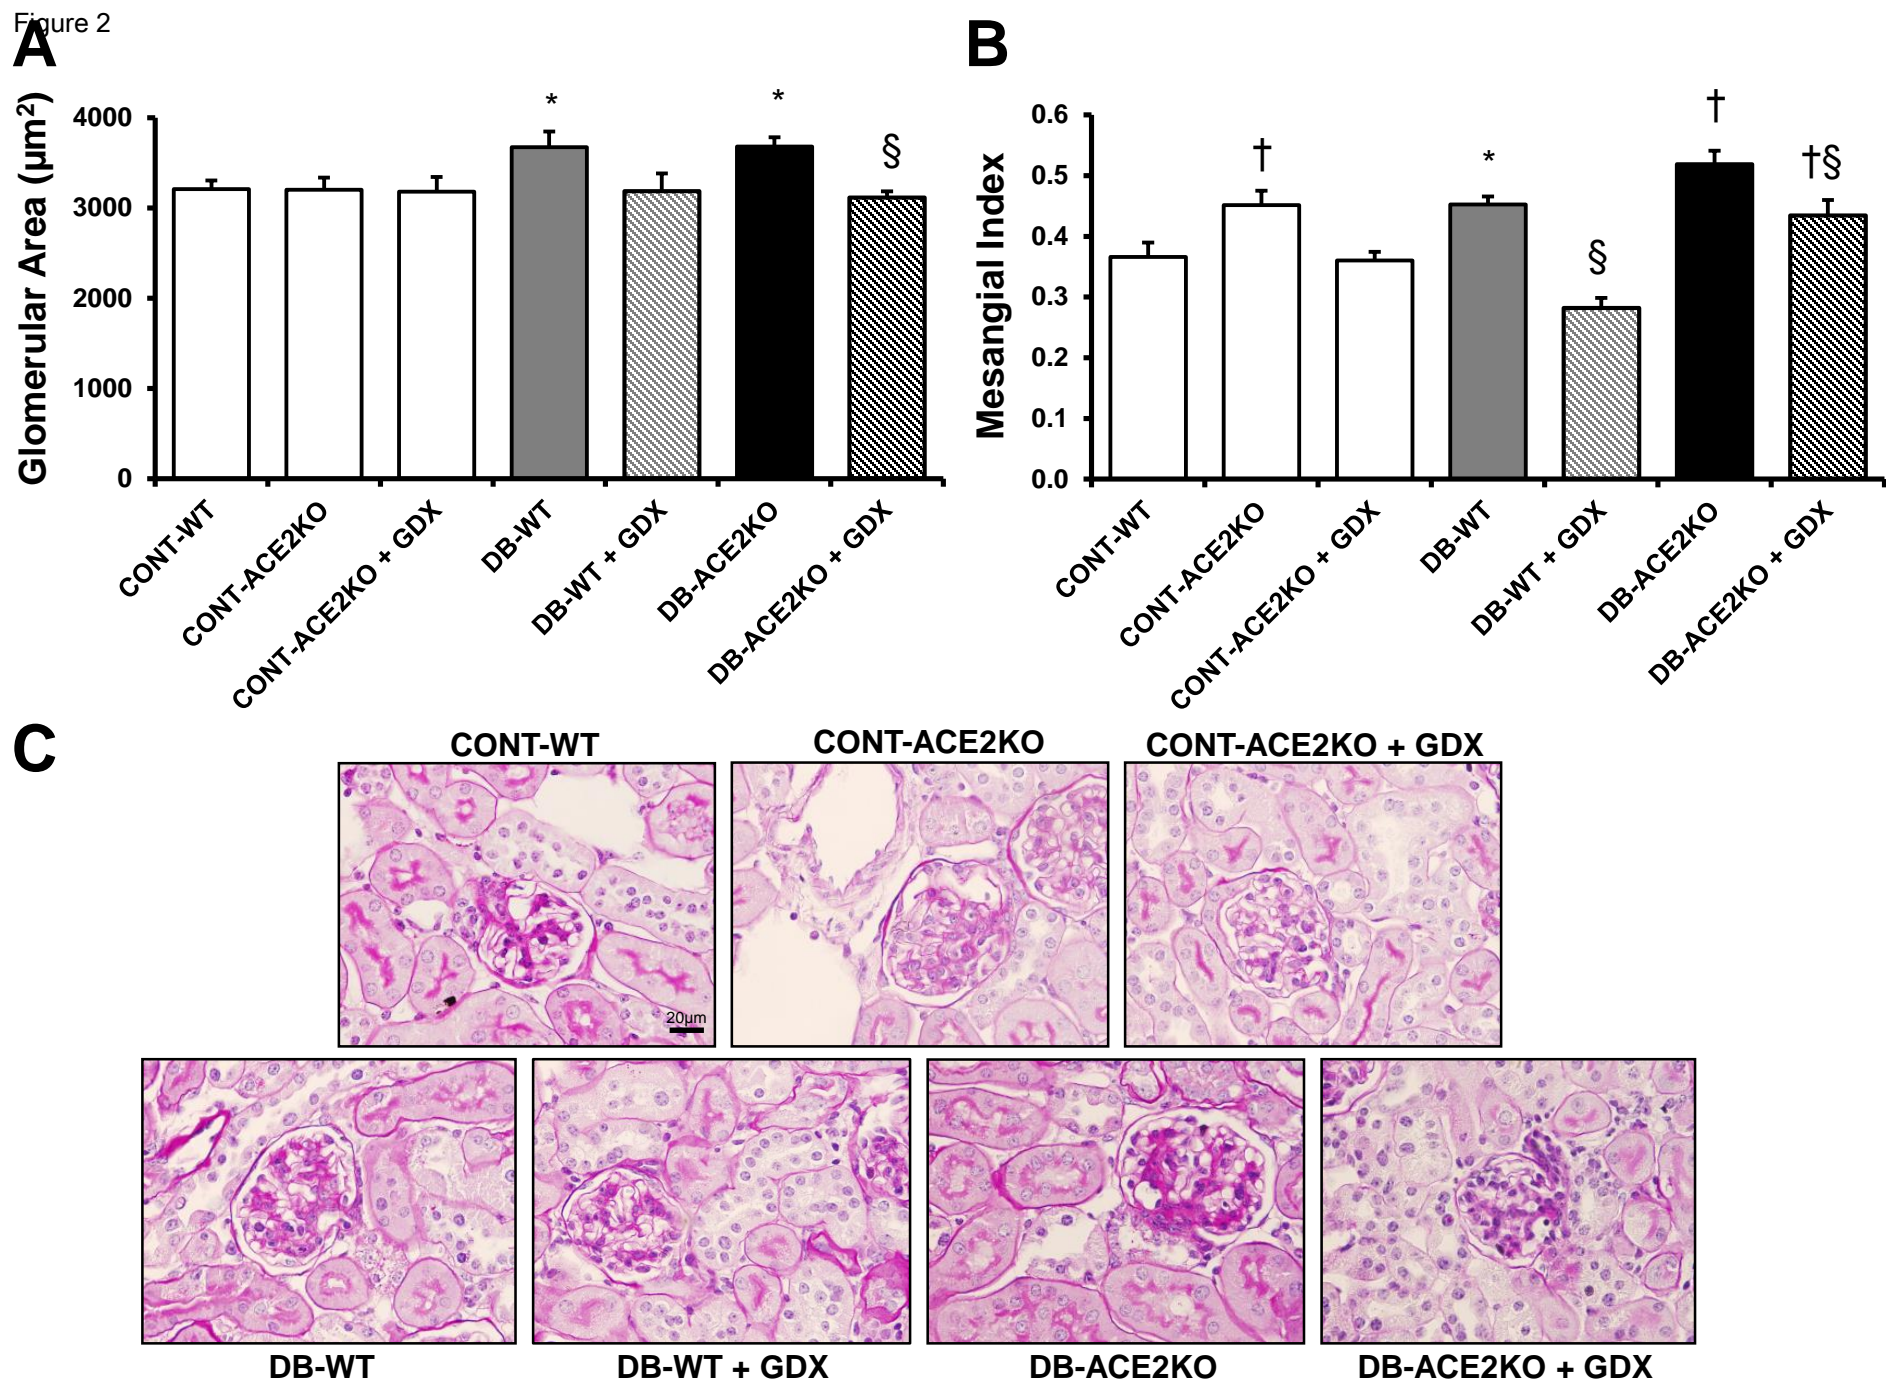 Figure 2
A
B
Glomerular Area (µm²)
4000
3000
2000
1000
0
*
*
§
CONT-WT
CONT-ACE2KO
CONT-ACE2KO + GDX
DB-WT
DB-WT + GDX
DB-ACE2KO
DB-ACE2KO + GDX
Mesangial Index
0.6
0.5
0.4
0.3
0.2
0.1
0.0
†
*
§
†
†§
CONT-WT
CONT-ACE2KO
CONT-ACE2KO + GDX
DB-WT
DB-WT + GDX
DB-ACE2KO
DB-ACE2KO + GDX
C
CONT-WT
CONT-ACE2KO
CONT-ACE2KO + GDX
20µm
DB-WT
DB-WT + GDX
DB-ACE2KO
DB-ACE2KO + GDX